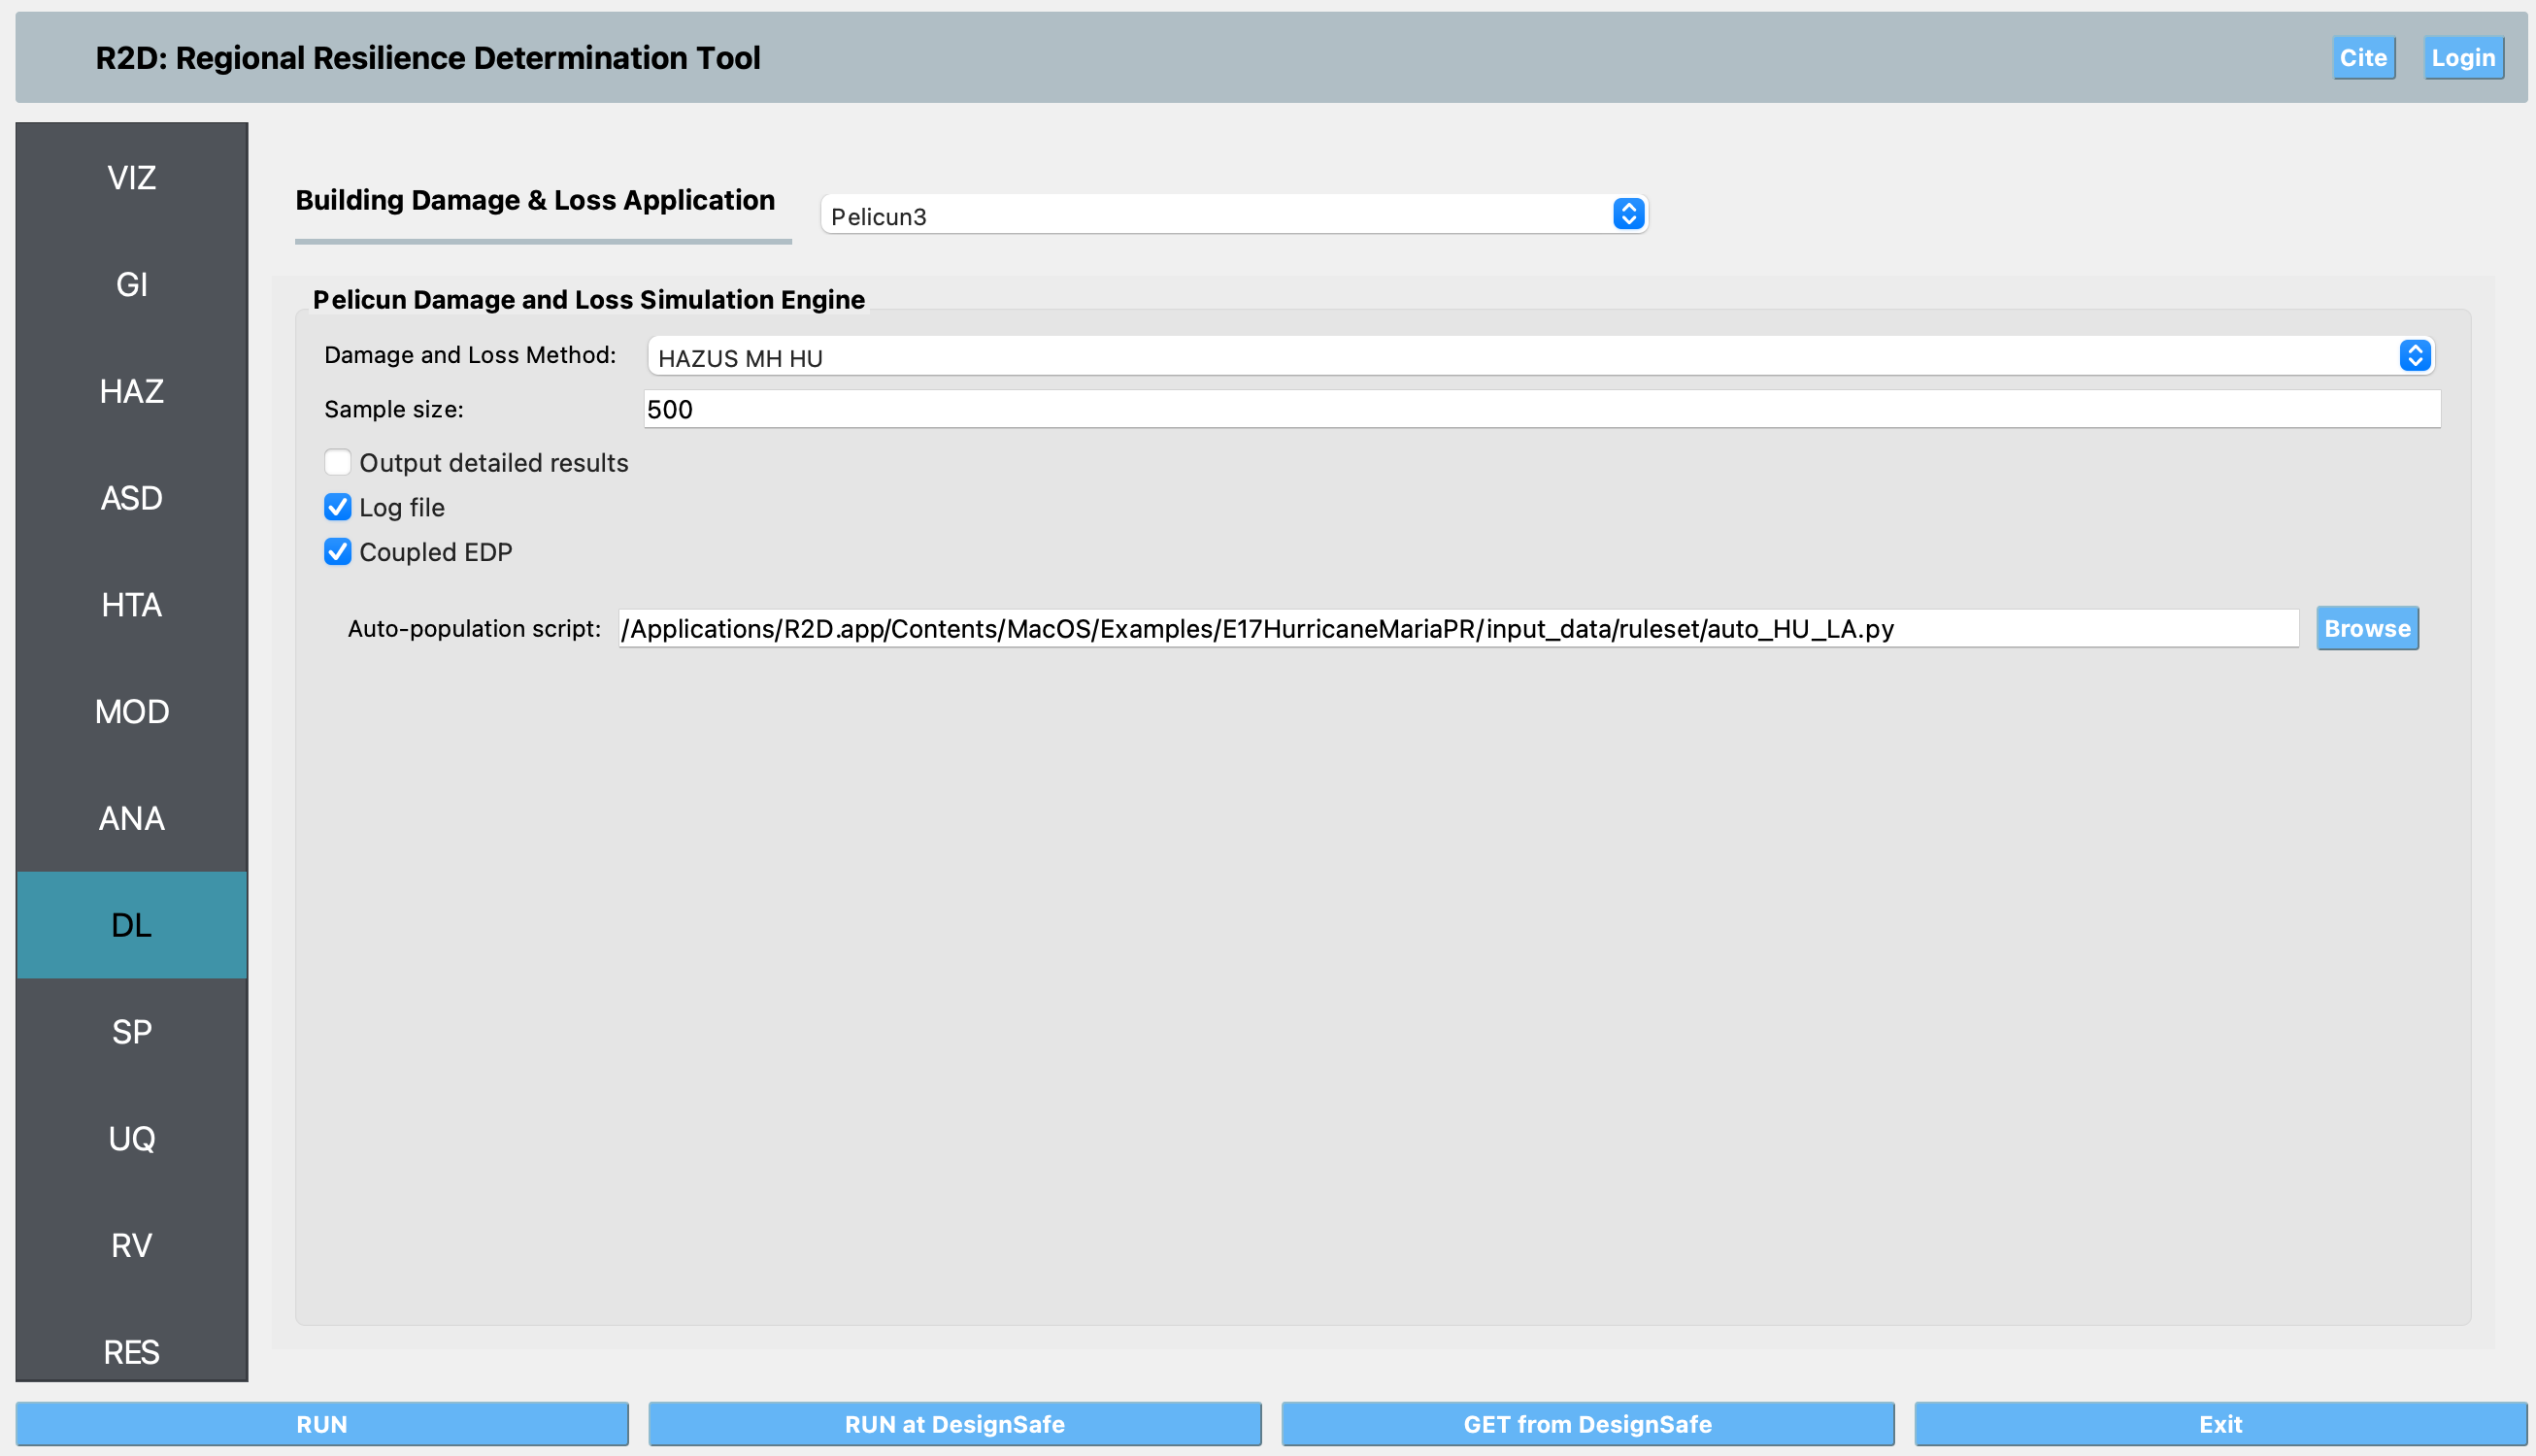 R2D: Regional Resilience Determination Tool
Cite
Login
VIZ
GI
HAZ
ASD
HTA
MOD
ANA
DL
SP
UQ
RV
RES
Building Damage & Loss Application
Pelicun3
Pelicun Damage and Loss Simulation Engine
Damage and Loss Method:
HAZUS MH HU
Sample size:
500
Output detailed results
Log file
Coupled EDP
Auto-population script:
/Applications/R2D.app/Contents/MacOS/Examples/E17HurricaneMariaPR/input_data/ruleset/auto_HU_LA.py
Browse
RUN
RUN at DesignSafe
GET from DesignSafe
Exit